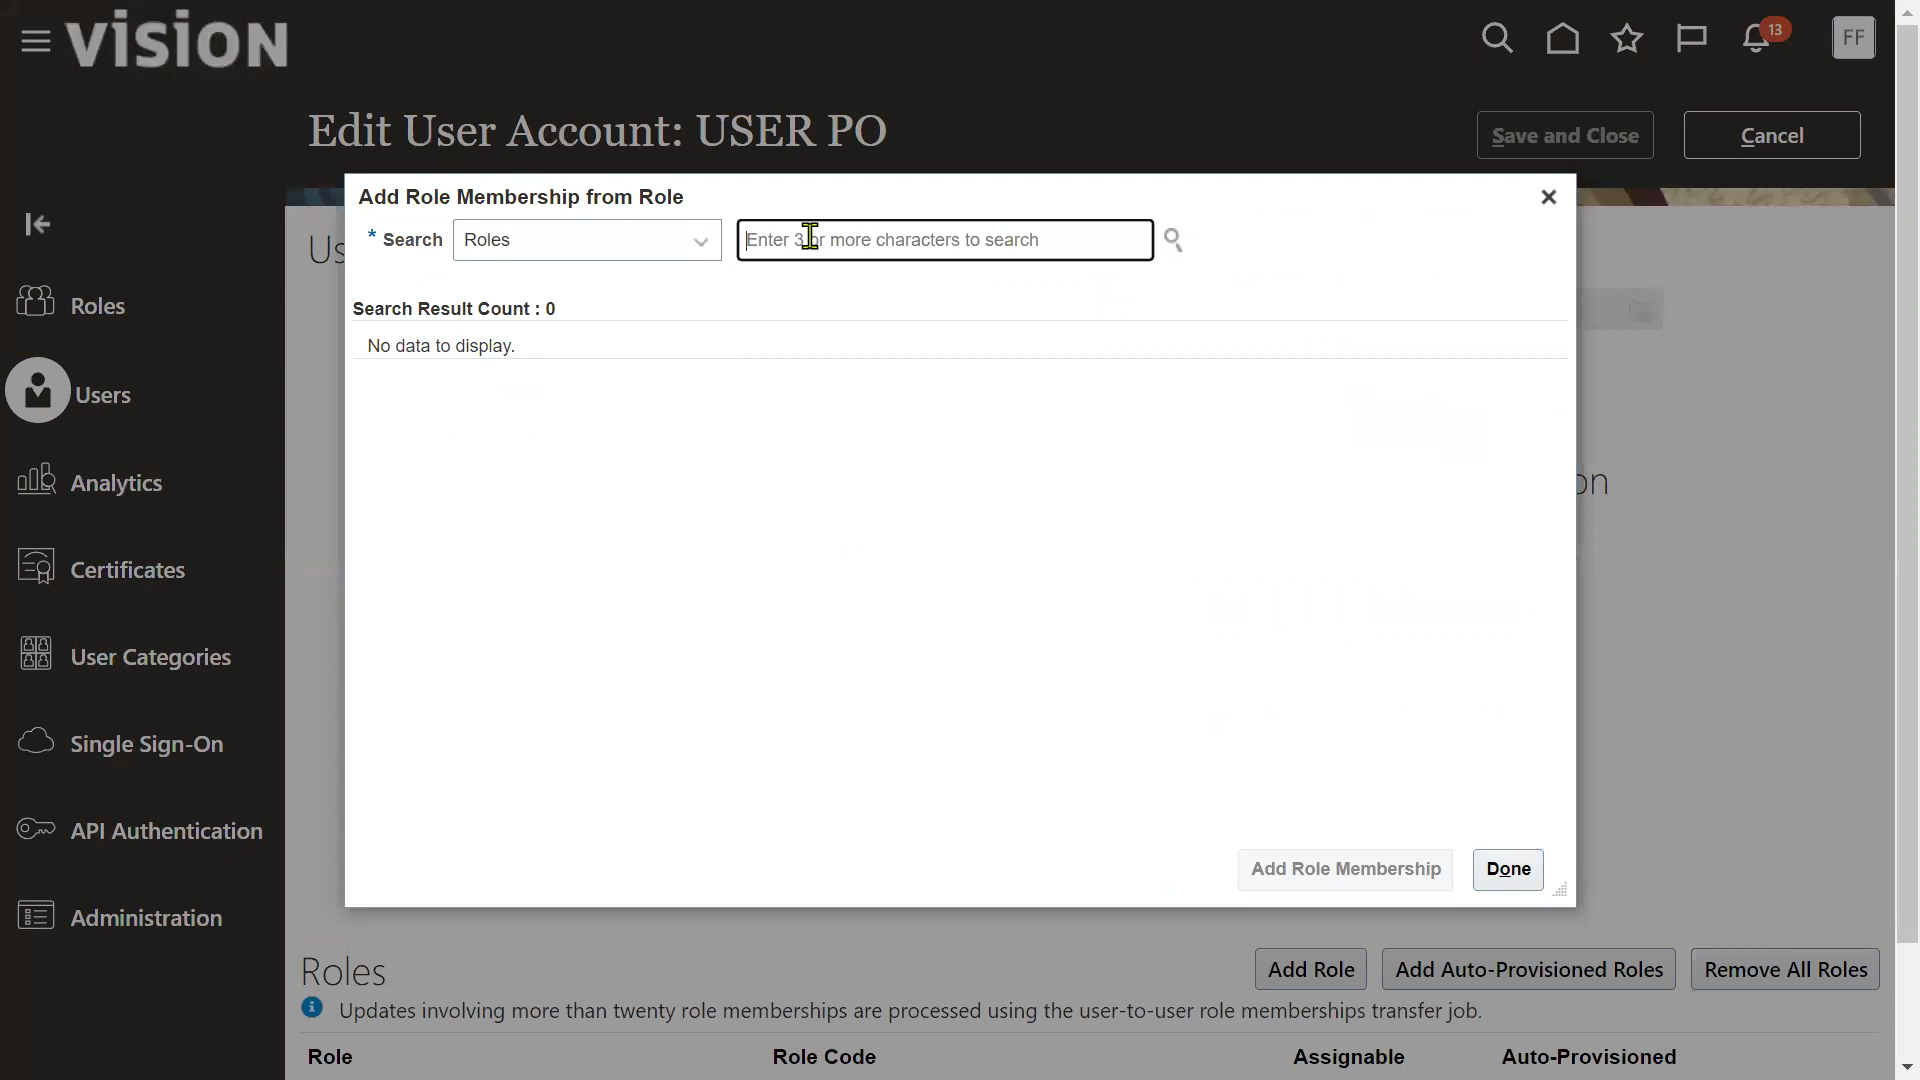 vision
13
FF
Edit User Account: USER PO
Save and Close
Cancel
Add Role Membership from Role
* Search
Roles
Enter 3 or more characters to search
Search Result Count : 0
No data to display.
Roles
Users
Analytics
Certificates
User Categories
Single Sign-On
API Authentication
Administration
Add Role Membership
Done
Roles
Add Role
Add Auto-Provisioned Roles
Remove All Roles
Updates involving more than twenty role memberships are processed using the user-to-user role memberships transfer job.
Role
Role Code
Assignable
Auto-Provisioned